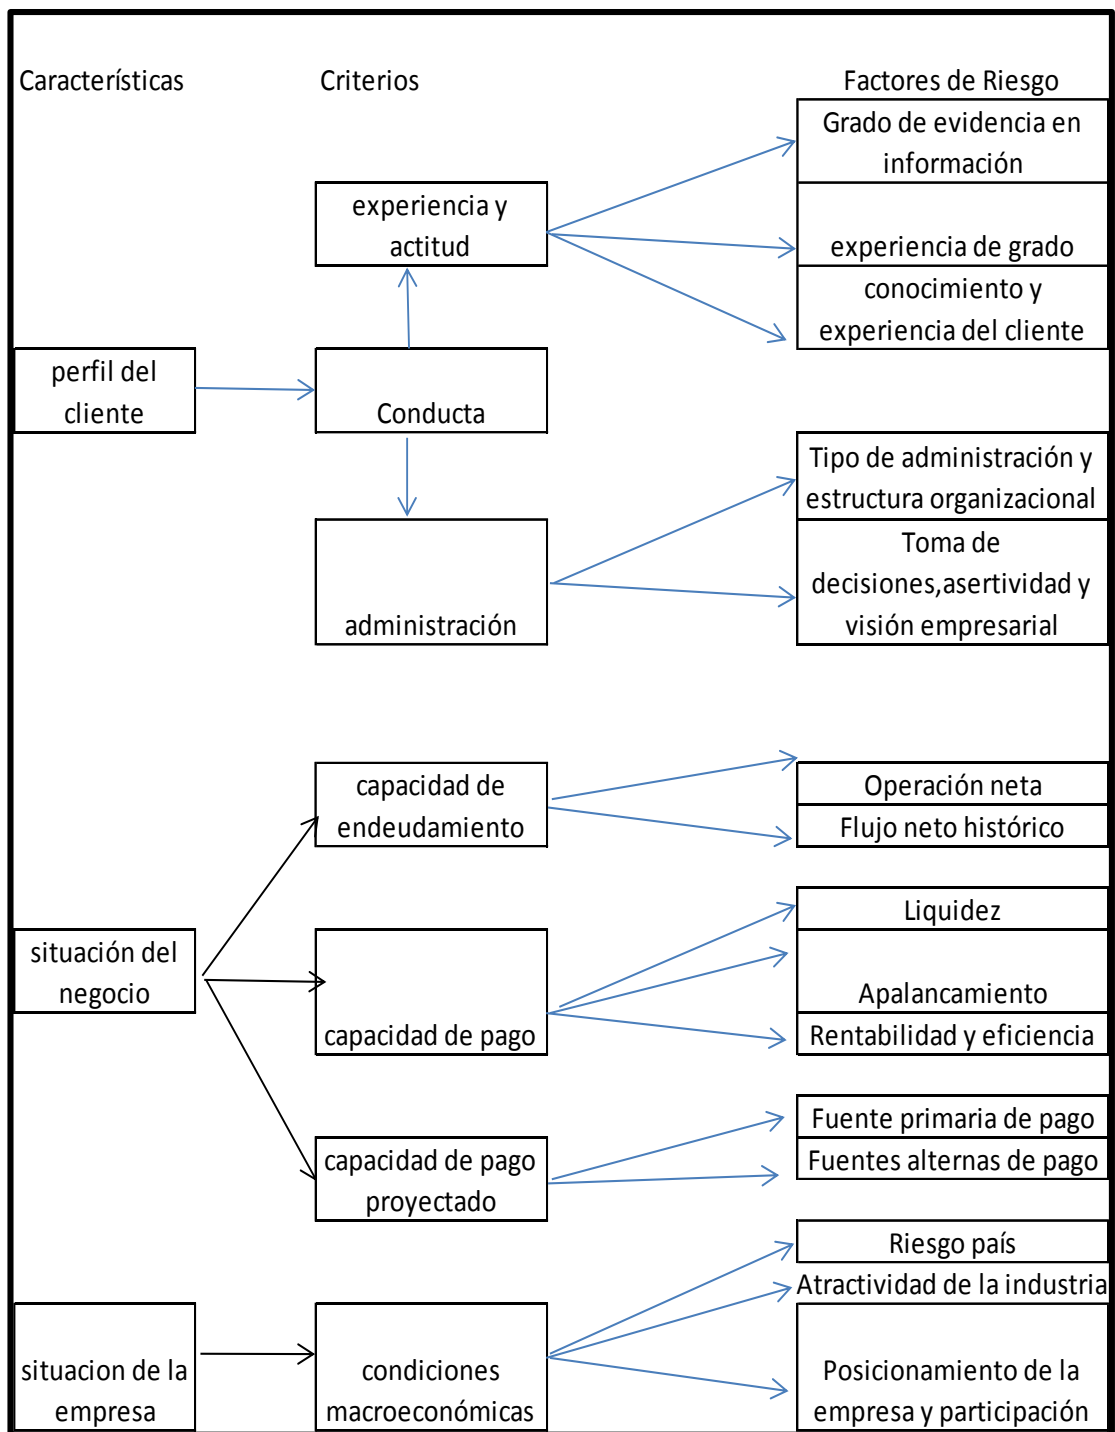 Características
Criterios
Factores de Riesgo
Grado de evidencia en
información
experiencia y
actitud
experiencia de grado
conocimiento y
experiencia del cliente
perfil del
cliente
Conducta
Tipo de administración y
estructura organizacional
Toma de
decisiones,asertividad y
visión empresarial
administración
capacidad de
endeudamiento
Operación neta
Flujo neto histórico
situación del
negocio
capacidad de pago
Liquidez
Apalancamiento
Rentabilidad y eficiencia
capacidad de pago
proyectado
Fuente primaria de pago
Fuentes alternas de pago
Riesgo país
Atractividad de la industria
situacion de la
empresa
condiciones
macroeconómicas
Posicionamiento de la
empresa y participación